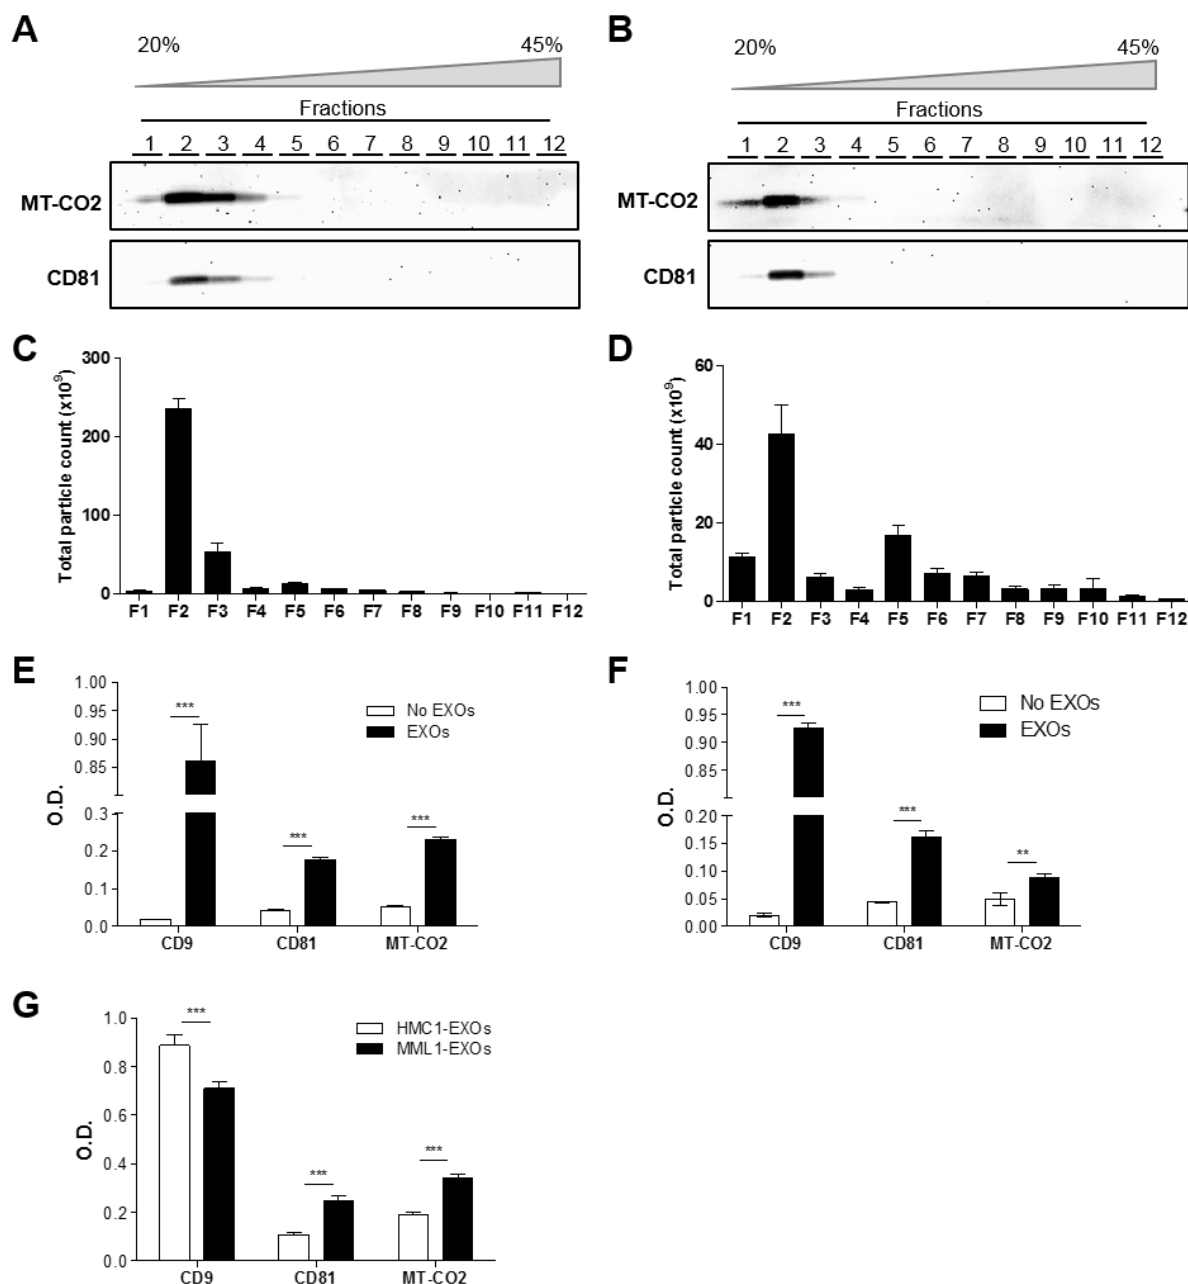 A
20%
45%
Fractions
1 2 3 4 5 6 7 8 9 10 11 12
MT-CO2
CD81
B
20%
45%
Fractions
1 2 3 4 5 6 7 8 9 10 11 12
MT-CO2
CD81
C
Total particle count (x10⁹)
300
200
100
0
F1 F2 F3 F4 F5 F6 F7 F8 F9 F10 F11 F12
D
Total particle count (x10⁹)
60
40
20
0
F1 F2 F3 F4 F5 F6 F7 F8 F9 F10 F11 F12
E
O.D.
1.00
0.95
0.90
0.85
0.3
0.2
0.1
0.0
***
***
***
No EXOs
EXOs
CD9 CD81 MT-CO2
F
O.D.
1.00
0.95
0.90
0.85
0.20
0.15
0.10
0.05
0.00
***
***
**
No EXOs
EXOs
CD9 CD81 MT-CO2
G
O.D.
1.0
0.8
0.6
0.4
0.2
0.0
***
***
***
HMC1-EXOs
MML1-EXOs
CD9 CD81 MT-CO2